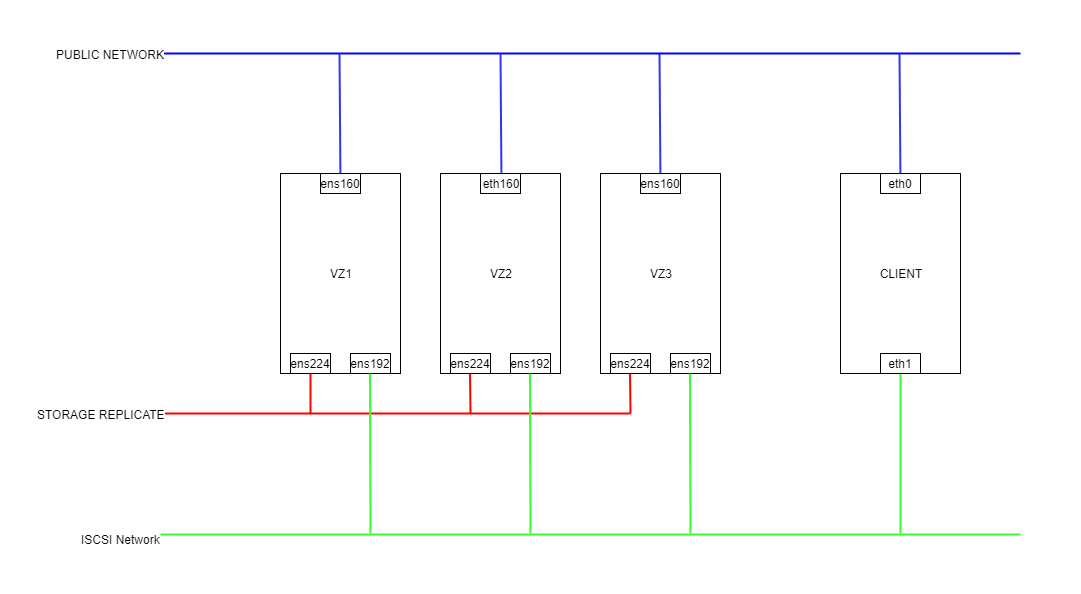 PUBLIC NETWORK
ens160
eth160
ens160
eth0
VZ1
VZ2
VZ3
CLIENT
ens224
ens192
ens224
ens192
ens224
ens192
eth1
STORAGE REPLICATE
ISCSI Network